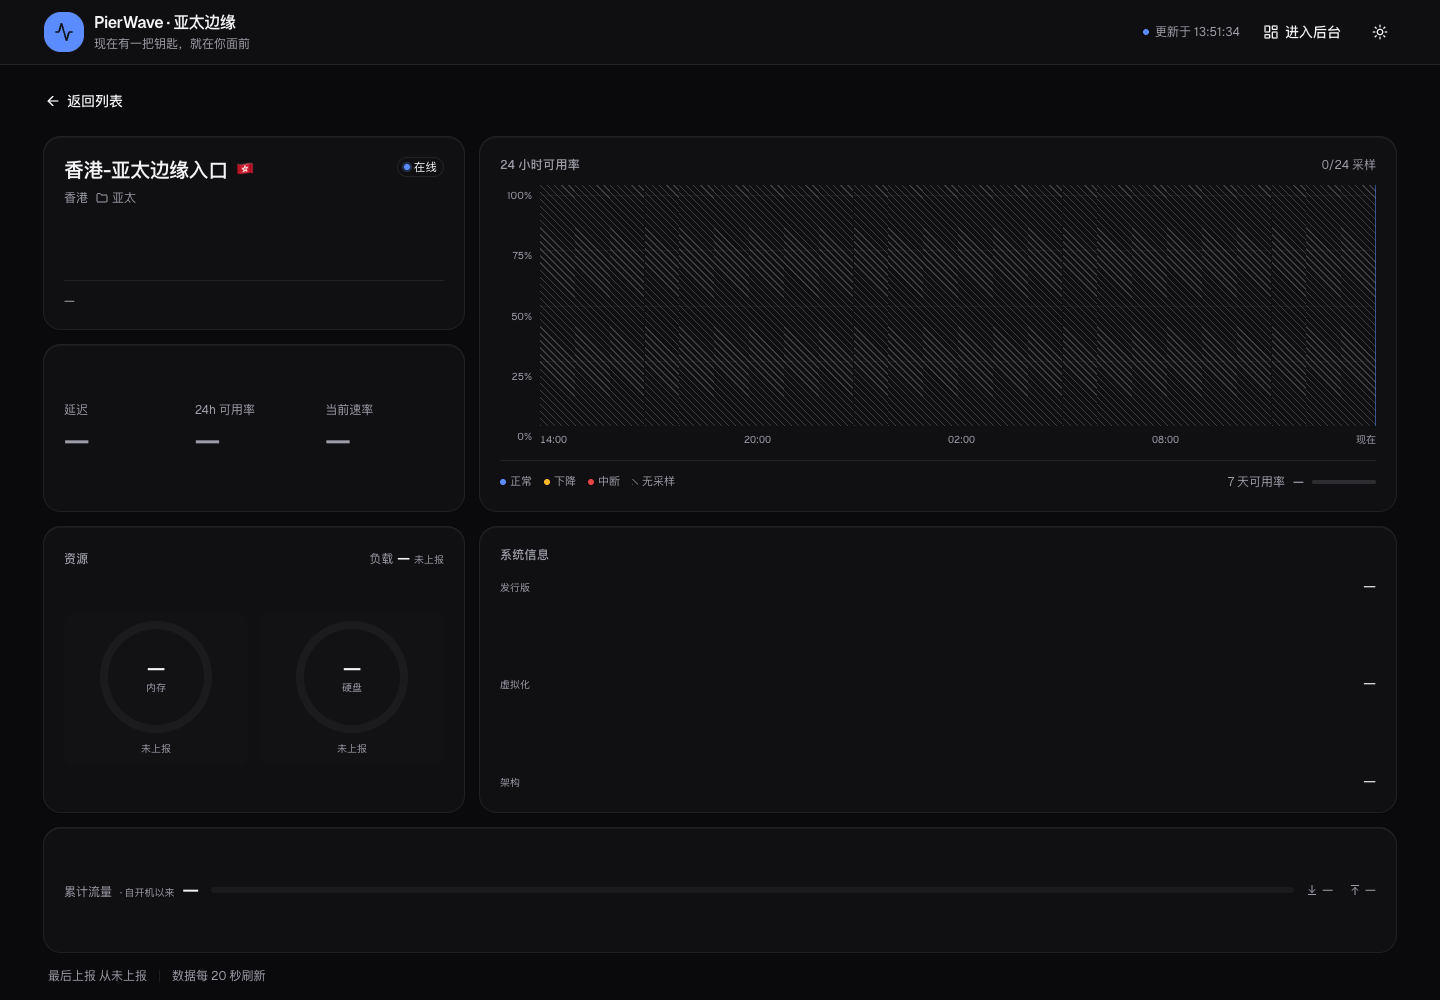 PierWave · 亚太边缘
现在有一把钥匙，就在你面前
更新于 13:51:34
进入后台
返回列表
香港-亚太边缘入口
在线
香港 亚太
—
延迟 24h 可用率 当前速率
— — —
24 小时可用率
0/24 采样
100%
75%
50%
25%
0%
14:00 20:00 02:00 08:00 现在
正常 下降 中断 无采样
7 天可用率 —
资源
负载 — 未上报
—
内存
未上报
—
硬盘
未上报
系统信息
发行版 —
虚拟化 —
架构 —
累计流量 · 自开机以来 —
— —
最后上报 从未上报
数据每 20 秒刷新